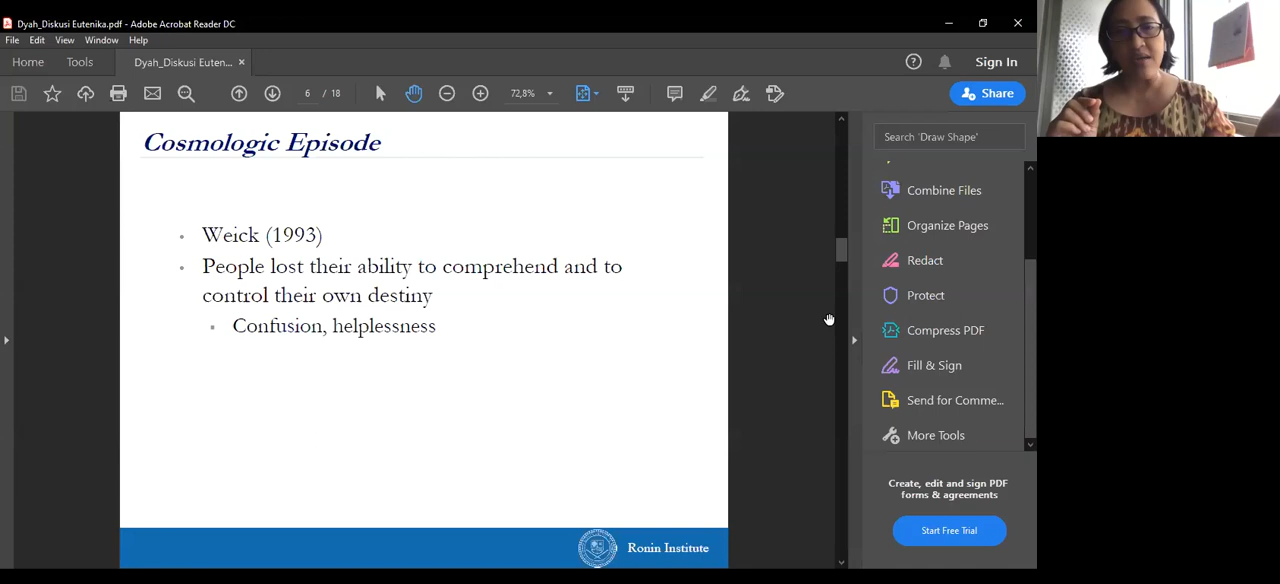 Dyah_Diskusi Eutenika.pdf - Adobe Acrobat Reader DC
File Edit View Window Help
Home Tools Dyah_Diskusi Euten... × Sign In
6 / 18 72,8% Share
Cosmologic Episode
Weick (1993)
People lost their ability to comprehend and to
control their own destiny
Confusion, helplessness
Ronin Institute
Search 'Draw Shape'
Combine Files
Organize Pages
Redact
Protect
Compress PDF
Fill & Sign
Send for Comme...
More Tools
Create, edit and sign PDF
forms & agreements
Start Free Trial